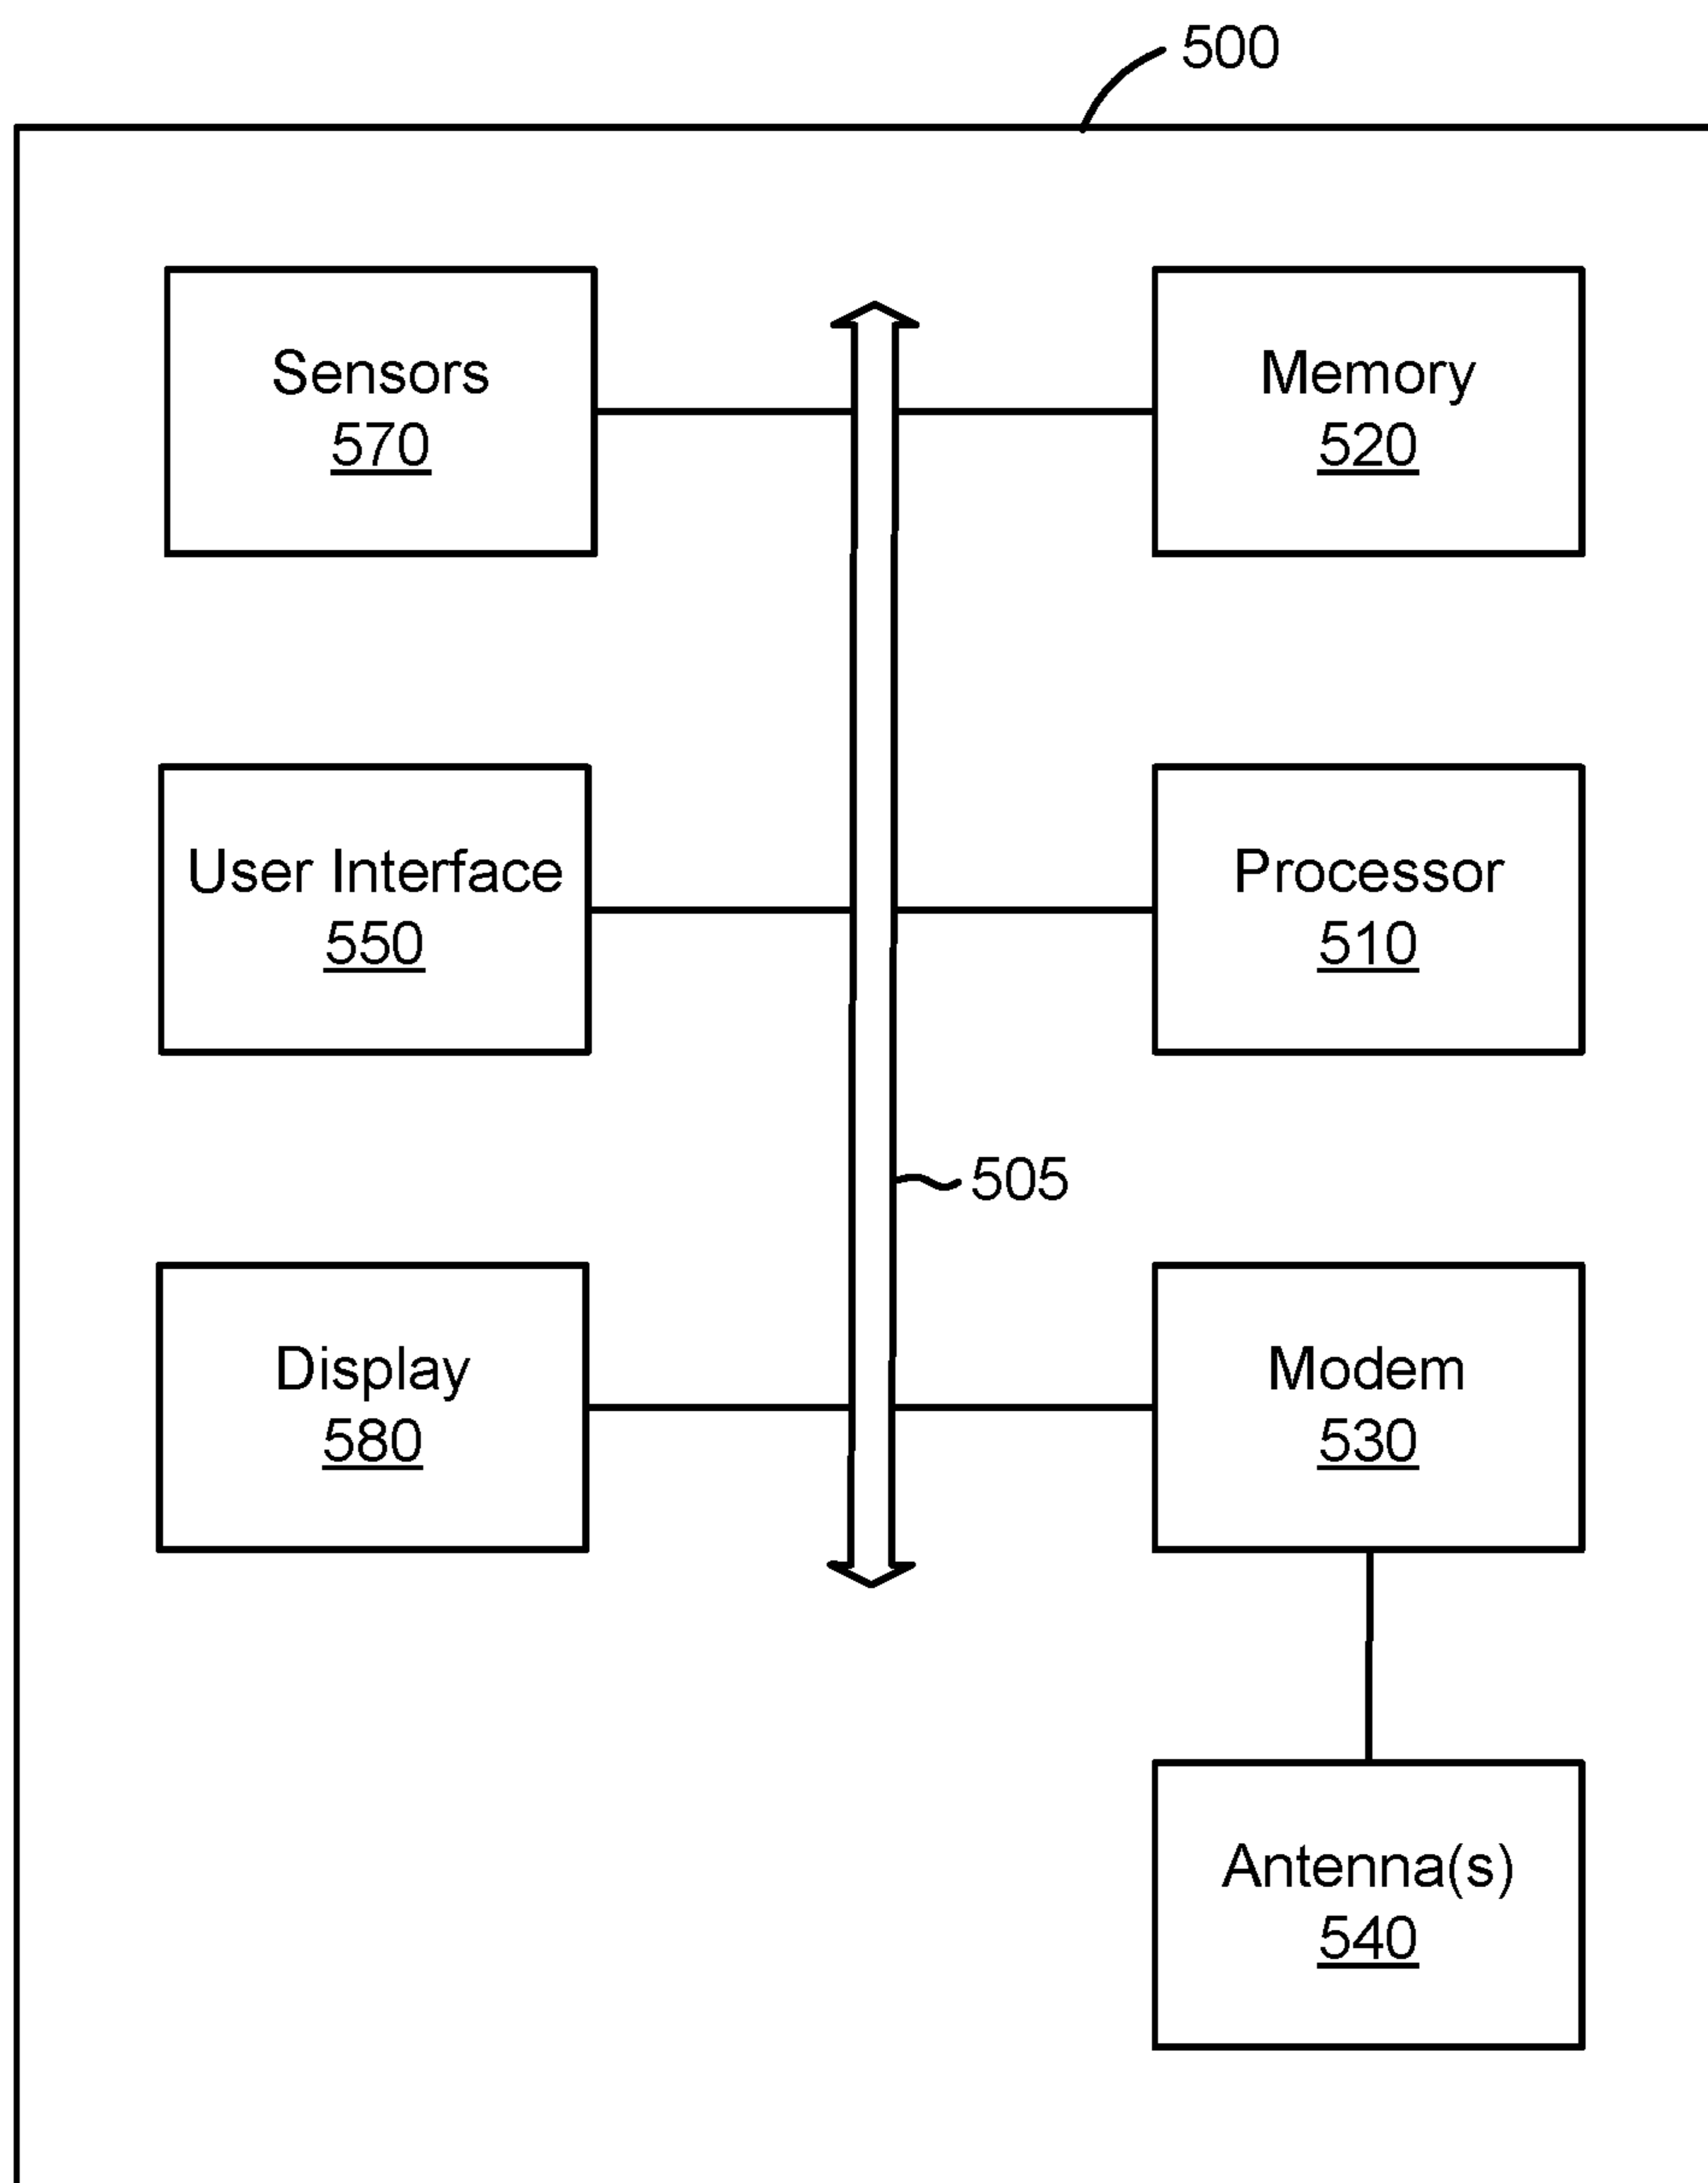 500
Sensors
570
Memory
520
User Interface
550
Processor
510
505
Display
580
Modem
530
Antenna(s)
540